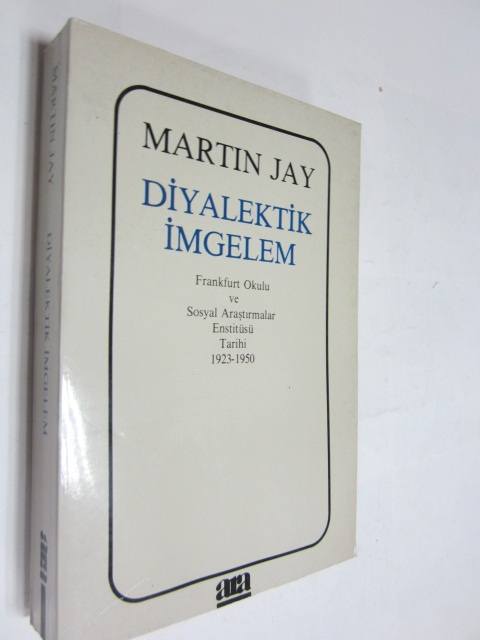 MARTIN JAY
DİYALEKTİK
İMGELEM
Frankfurt Okulu
ve
Sosyal Araştırmalar
Enstitüsü
Tarihi
1923-1950
ara
MARTIN JAY DİYALEKTİK İMGELEM
ara